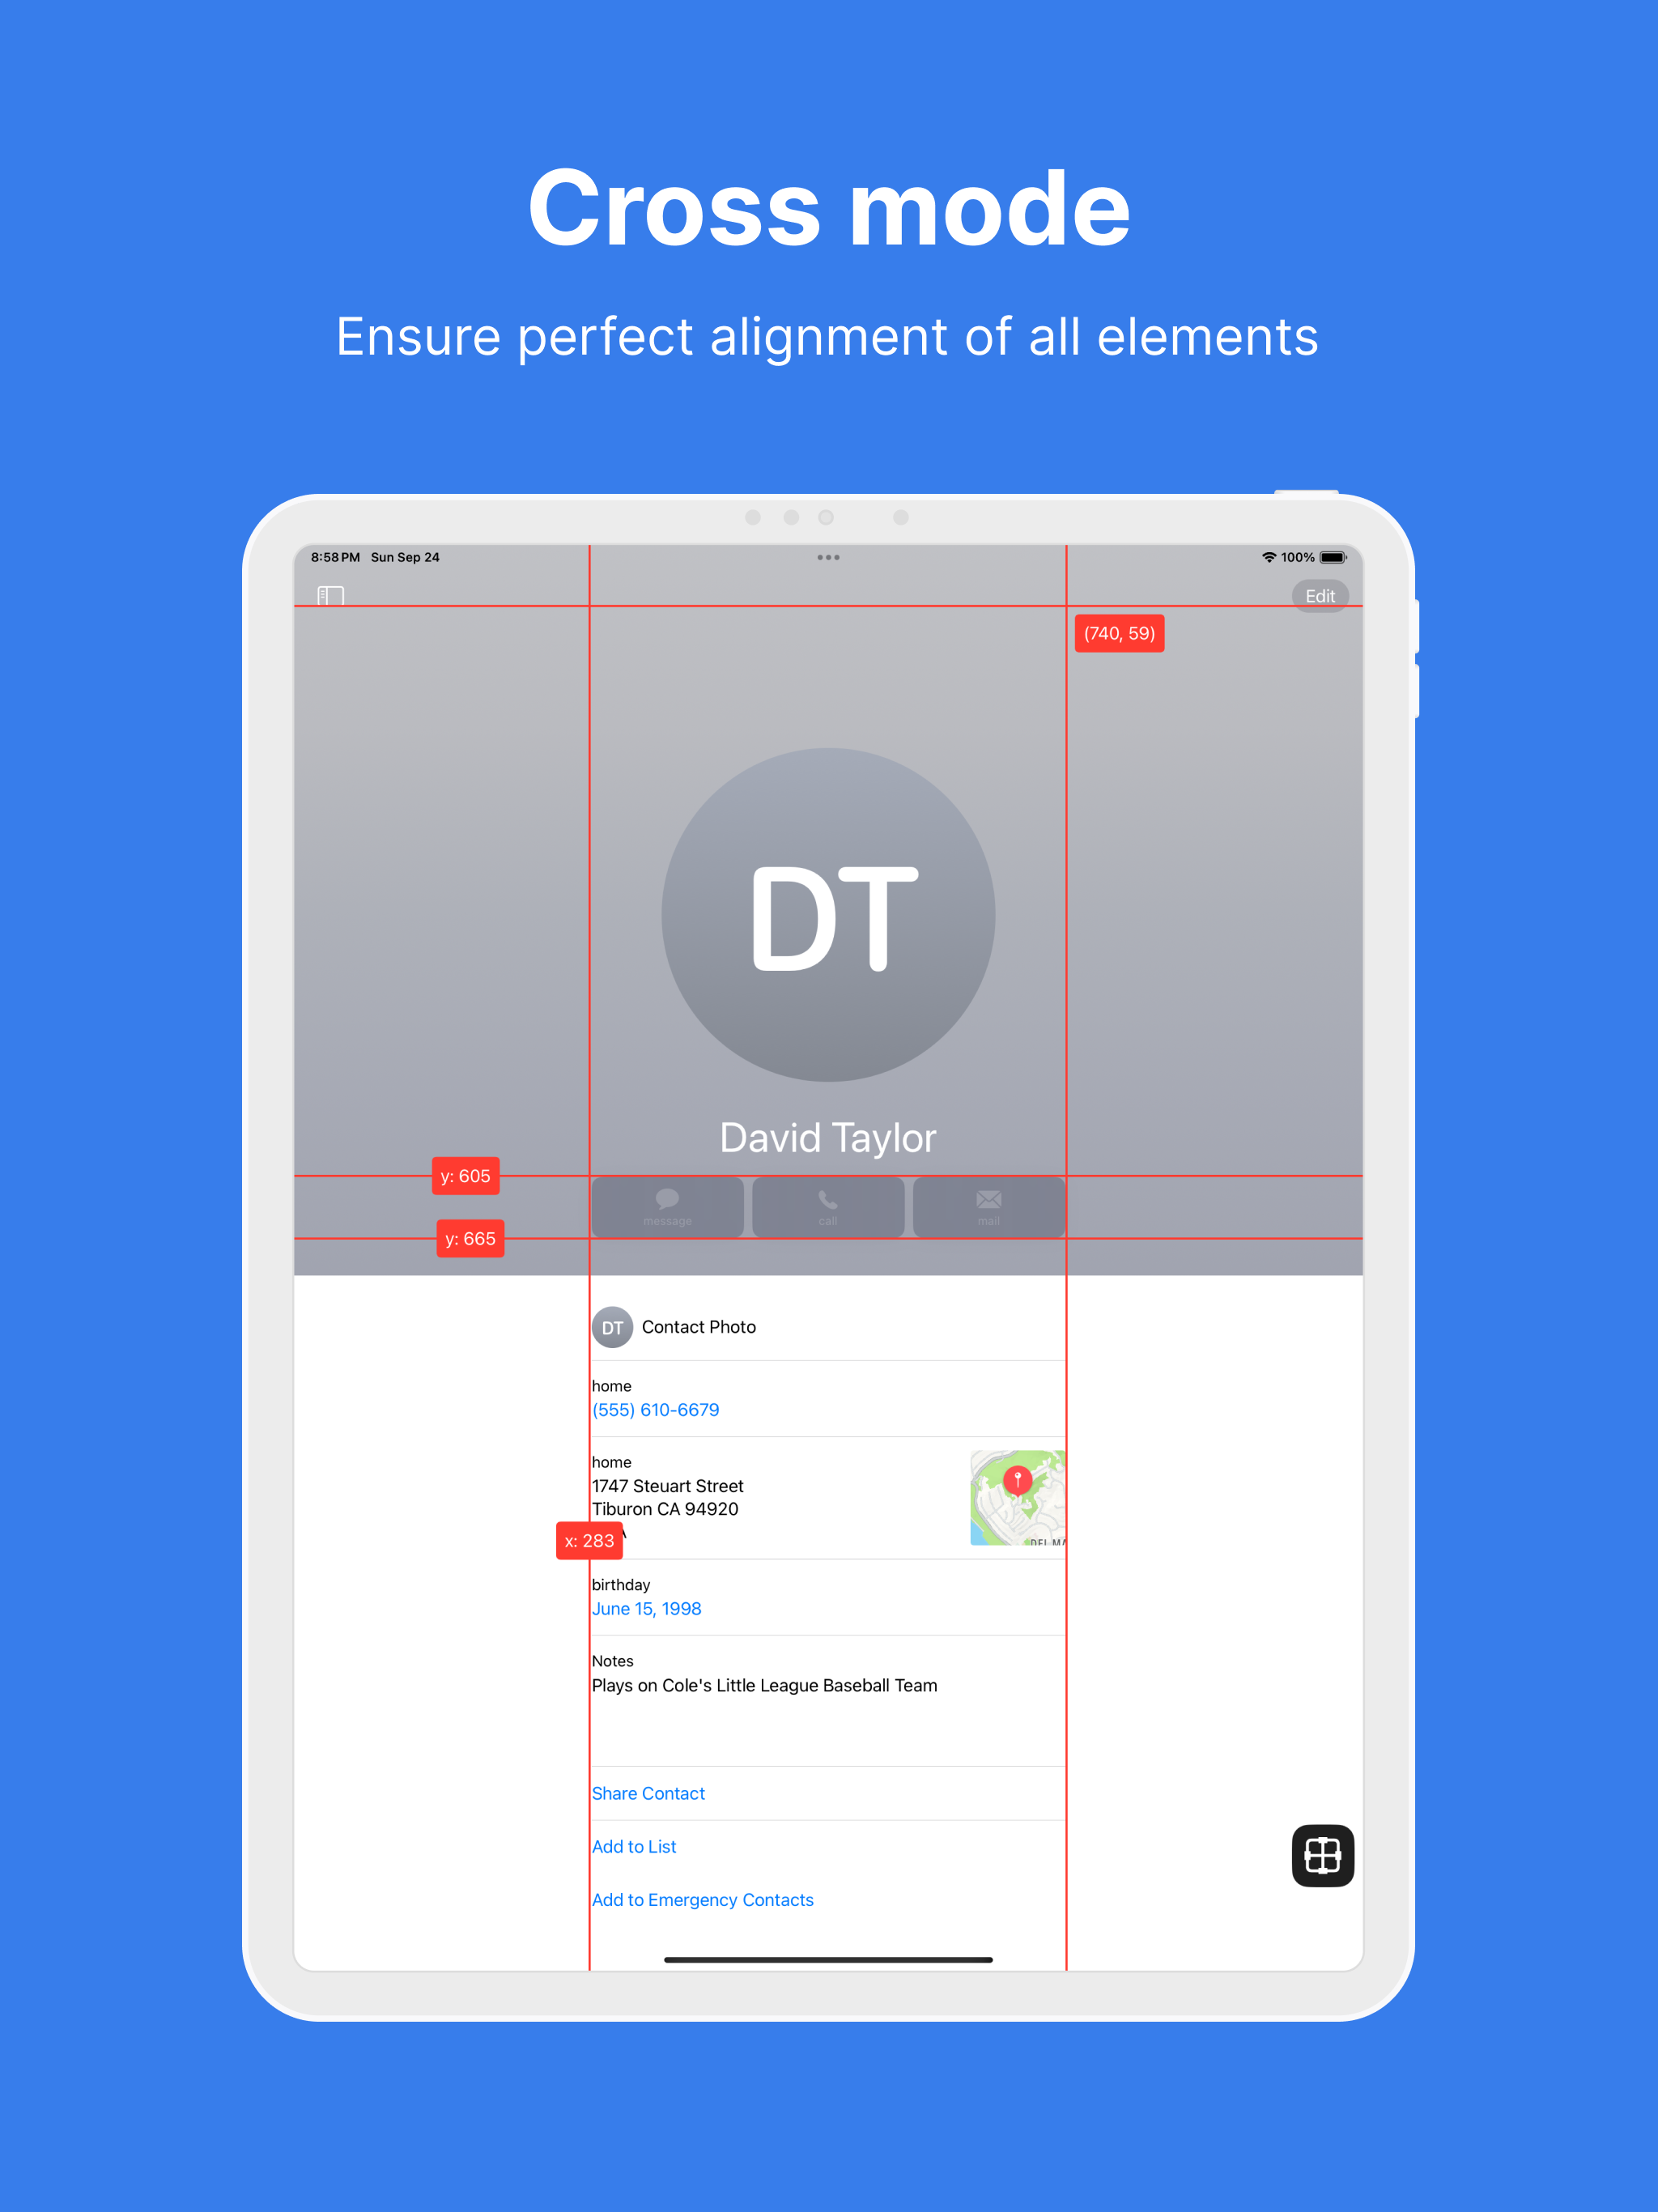 Cross mode
Ensure perfect alignment of all elements
8:58 PM Sun Sep 24
100%
Edit
(740, 59)
DT
David Taylor
y: 605
message
call
mail
y: 665
DT
Contact Photo
home
(555) 610-6679
home
1747 Steuart Street
Tiburon CA 94920
x: 283
birthday
June 15, 1998
Notes
Plays on Cole's Little League Baseball Team
Share Contact
Add to List
Add to Emergency Contacts